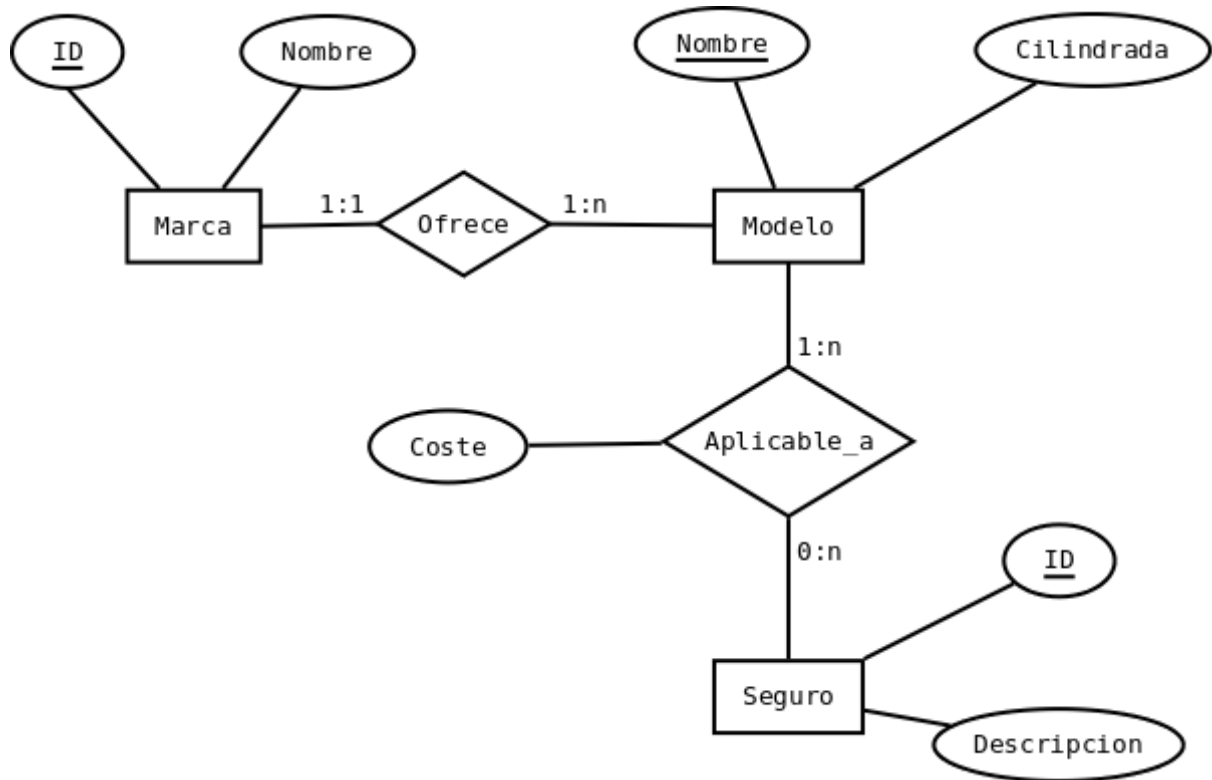 ID
Nombre
Nombre
Cilindrada
Marca
1:1
Ofrece
1:n
Modelo
1:n
Coste
Aplicable_a
0:n
ID
Seguro
Descripcion